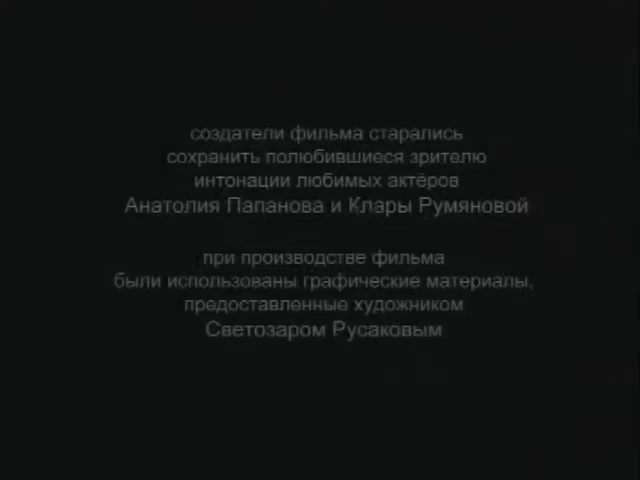 создатели фильма старались
сохранить полюбившиеся зрителю
интонации любимых актёров
Анатолия Папанова и Клары Румяновой
при производстве фильма
были использованы графические материалы,
предоставленные художником
Светозаром Русаковым